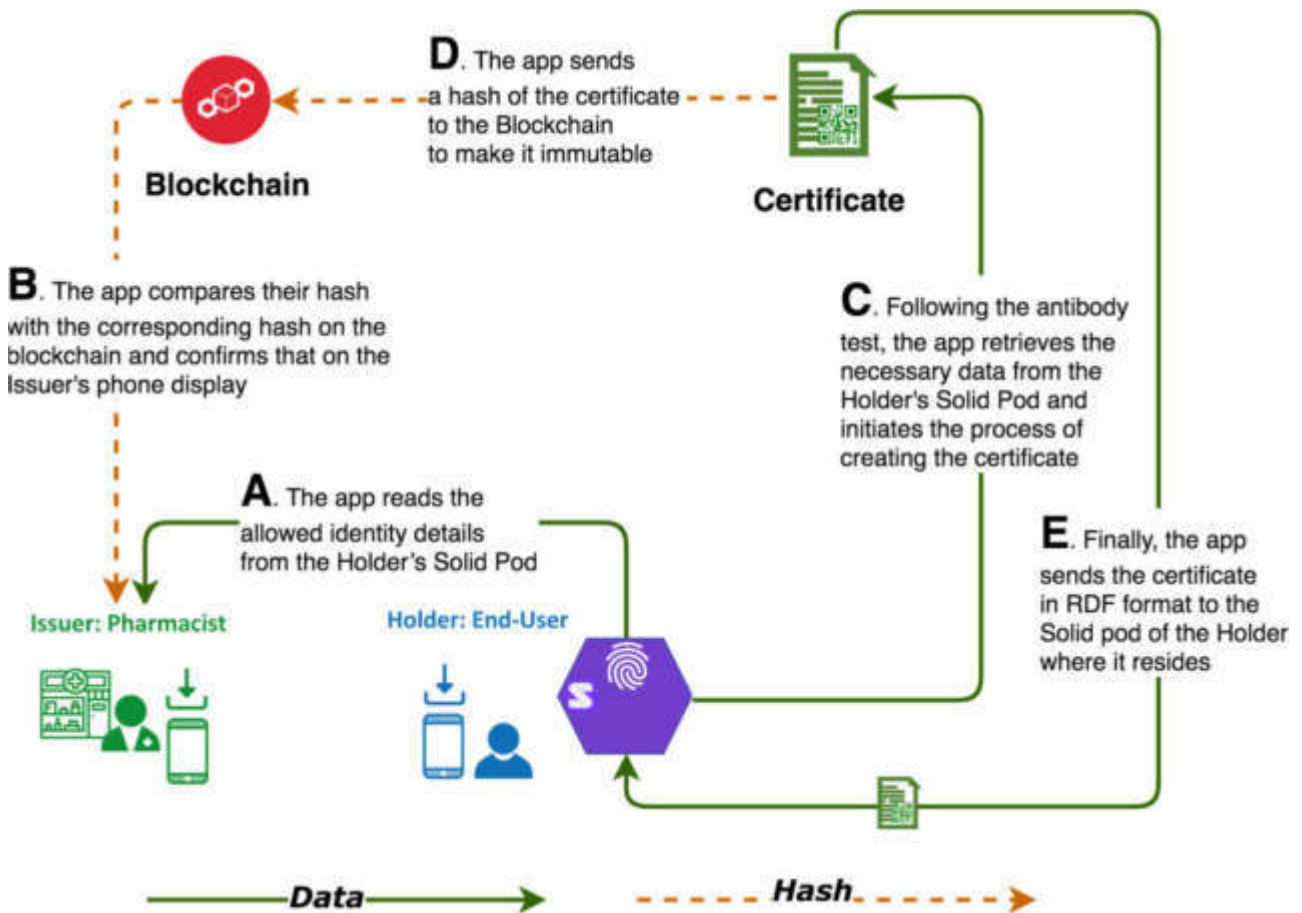 D. The app sends
a hash of the certificate
to the Blockchain
to make it immutable
Blockchain
Certificate
B. The app compares their hash
with the corresponding hash on the
blockchain and confirms that on the
Issuer's phone display
C. Following the antibody
test, the app retrieves the
necessary data from the
Holder's Solid Pod and
initiates the process of
creating the certificate
A. The app reads the
allowed identity details
from the Holder's Solid Pod
E. Finally, the app
sends the certificate
in RDF format to the
Solid pod of the Holder
where it resides
Issuer: Pharmacist
Holder: End-User
S
Data
Hash